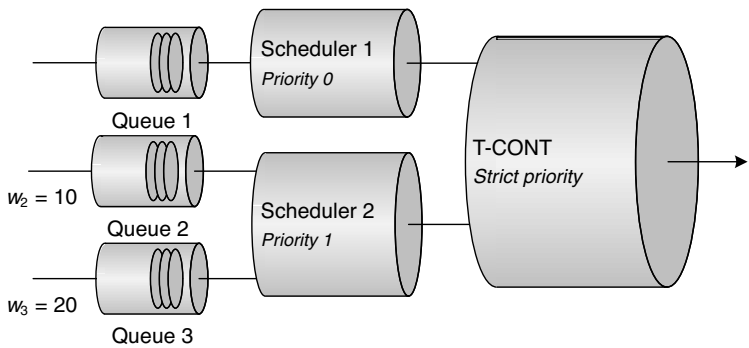 Scheduler 1
Priority 0
Queue 1
T-CONT
Strict priority
w2 = 10
Queue 2
Scheduler 2
Priority 1
w3 = 20
Queue 3